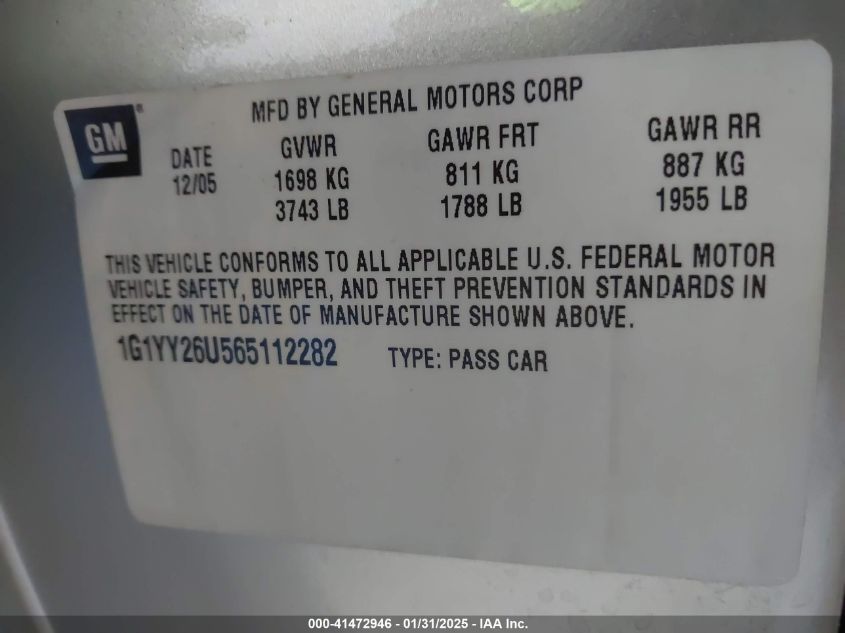 MFD BY GENERAL MOTORS CORP
GM®
DATE GVWR GAWR FRT GAWR RR
12/05 1698 KG 811 KG 887 KG
3743 LB 1788 LB 1955 LB
THIS VEHICLE CONFORMS TO ALL APPLICABLE U.S. FEDERAL MOTOR
VEHICLE SAFETY, BUMPER, AND THEFT PREVENTION STANDARDS IN
EFFECT ON THE DATE OF MANUFACTURE SHOWN ABOVE.
1G1YY26U565112282 TYPE: PASS CAR
000-41472946 - 01/31/2025 - IAA Inc.